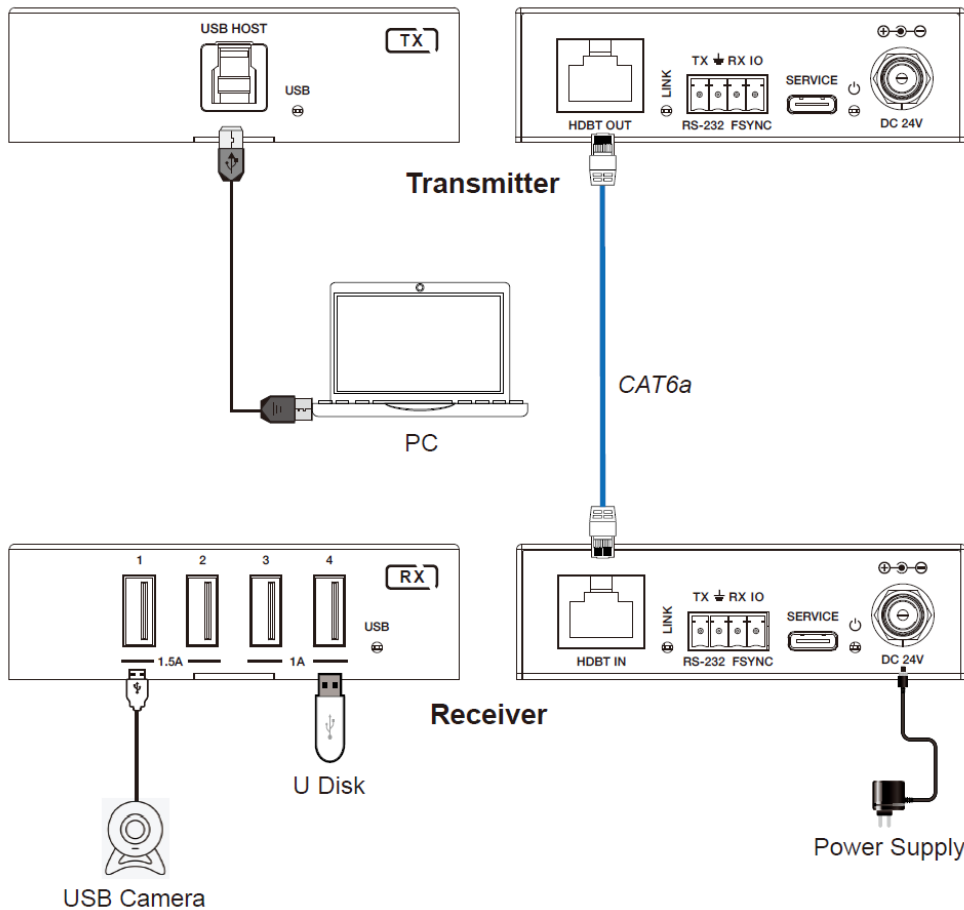 USB HOST
TX
USB
TX RX IO
LINK
SERVICE
HDBT OUT
RS-232 FSYNC
DC 24V
Transmitter
CAT6a
PC
1 2 3 4
RX
USB
1.5A 1A
TX RX IO
LINK
SERVICE
HDBT IN
RS-232 FSYNC
DC 24V
Receiver
U Disk
USB Camera
Power Supply